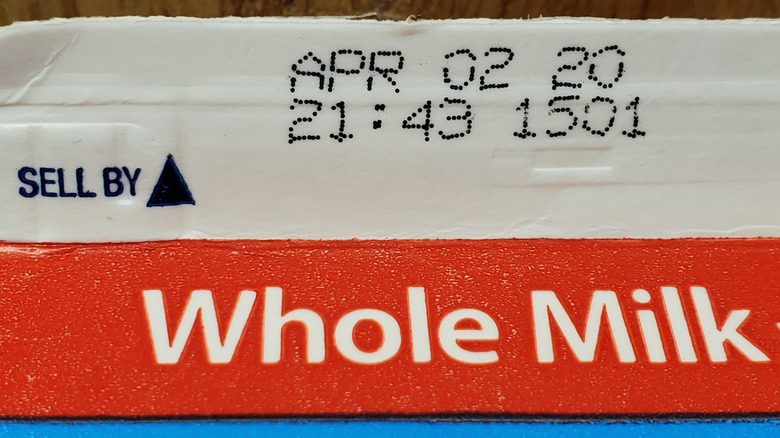 APR 02 20
21:43 1501
SELL BY
Whole Milk